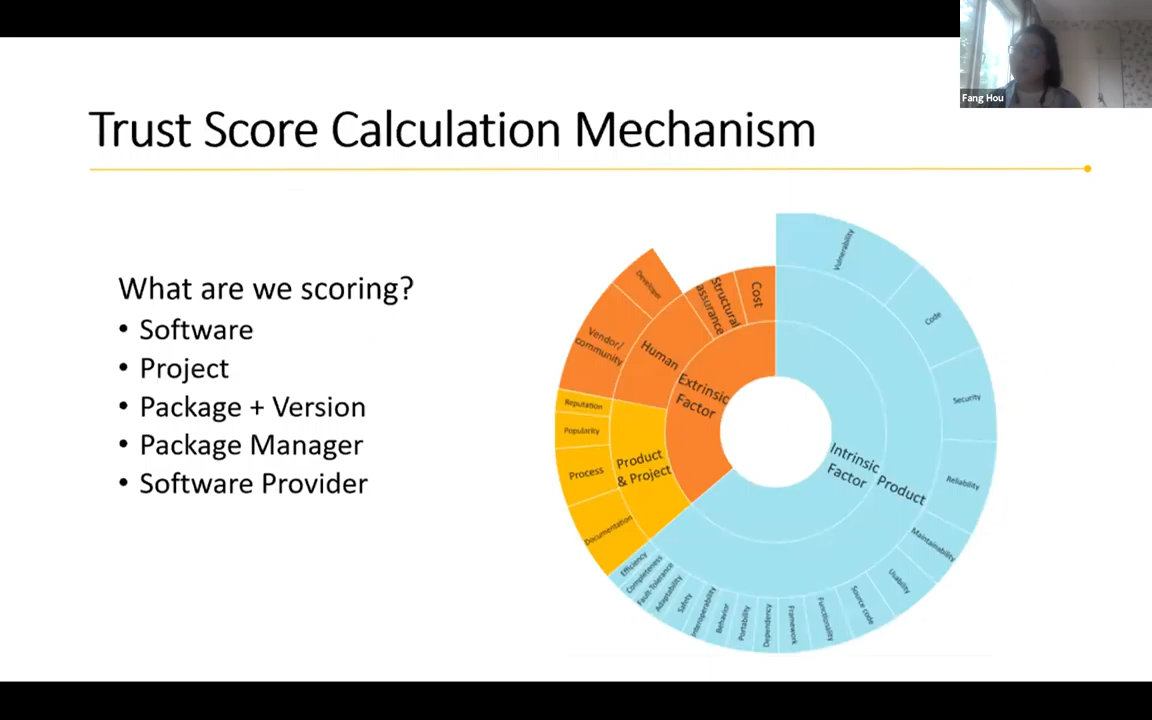 Fang Hou
Trust Score Calculation Mechanism
What are we scoring?
• Software
• Project
• Package + Version
• Package Manager
• Software Provider
Vulnerability
Code
Security
Reliability
Maintainability
Usability
Source code
Functionality
Framework
Dependency
Portability
Behavior
Interoperability
Safety
Adaptability
Fault-Tolerance
Completeness
Efficiency
Documentation
Process
Popularity
Reputation
Vendor/
community
Developer
Structural
assurance
Cost
Human
Product
& Project
Extrinsic
Factor
Intrinsic
Factor
Product